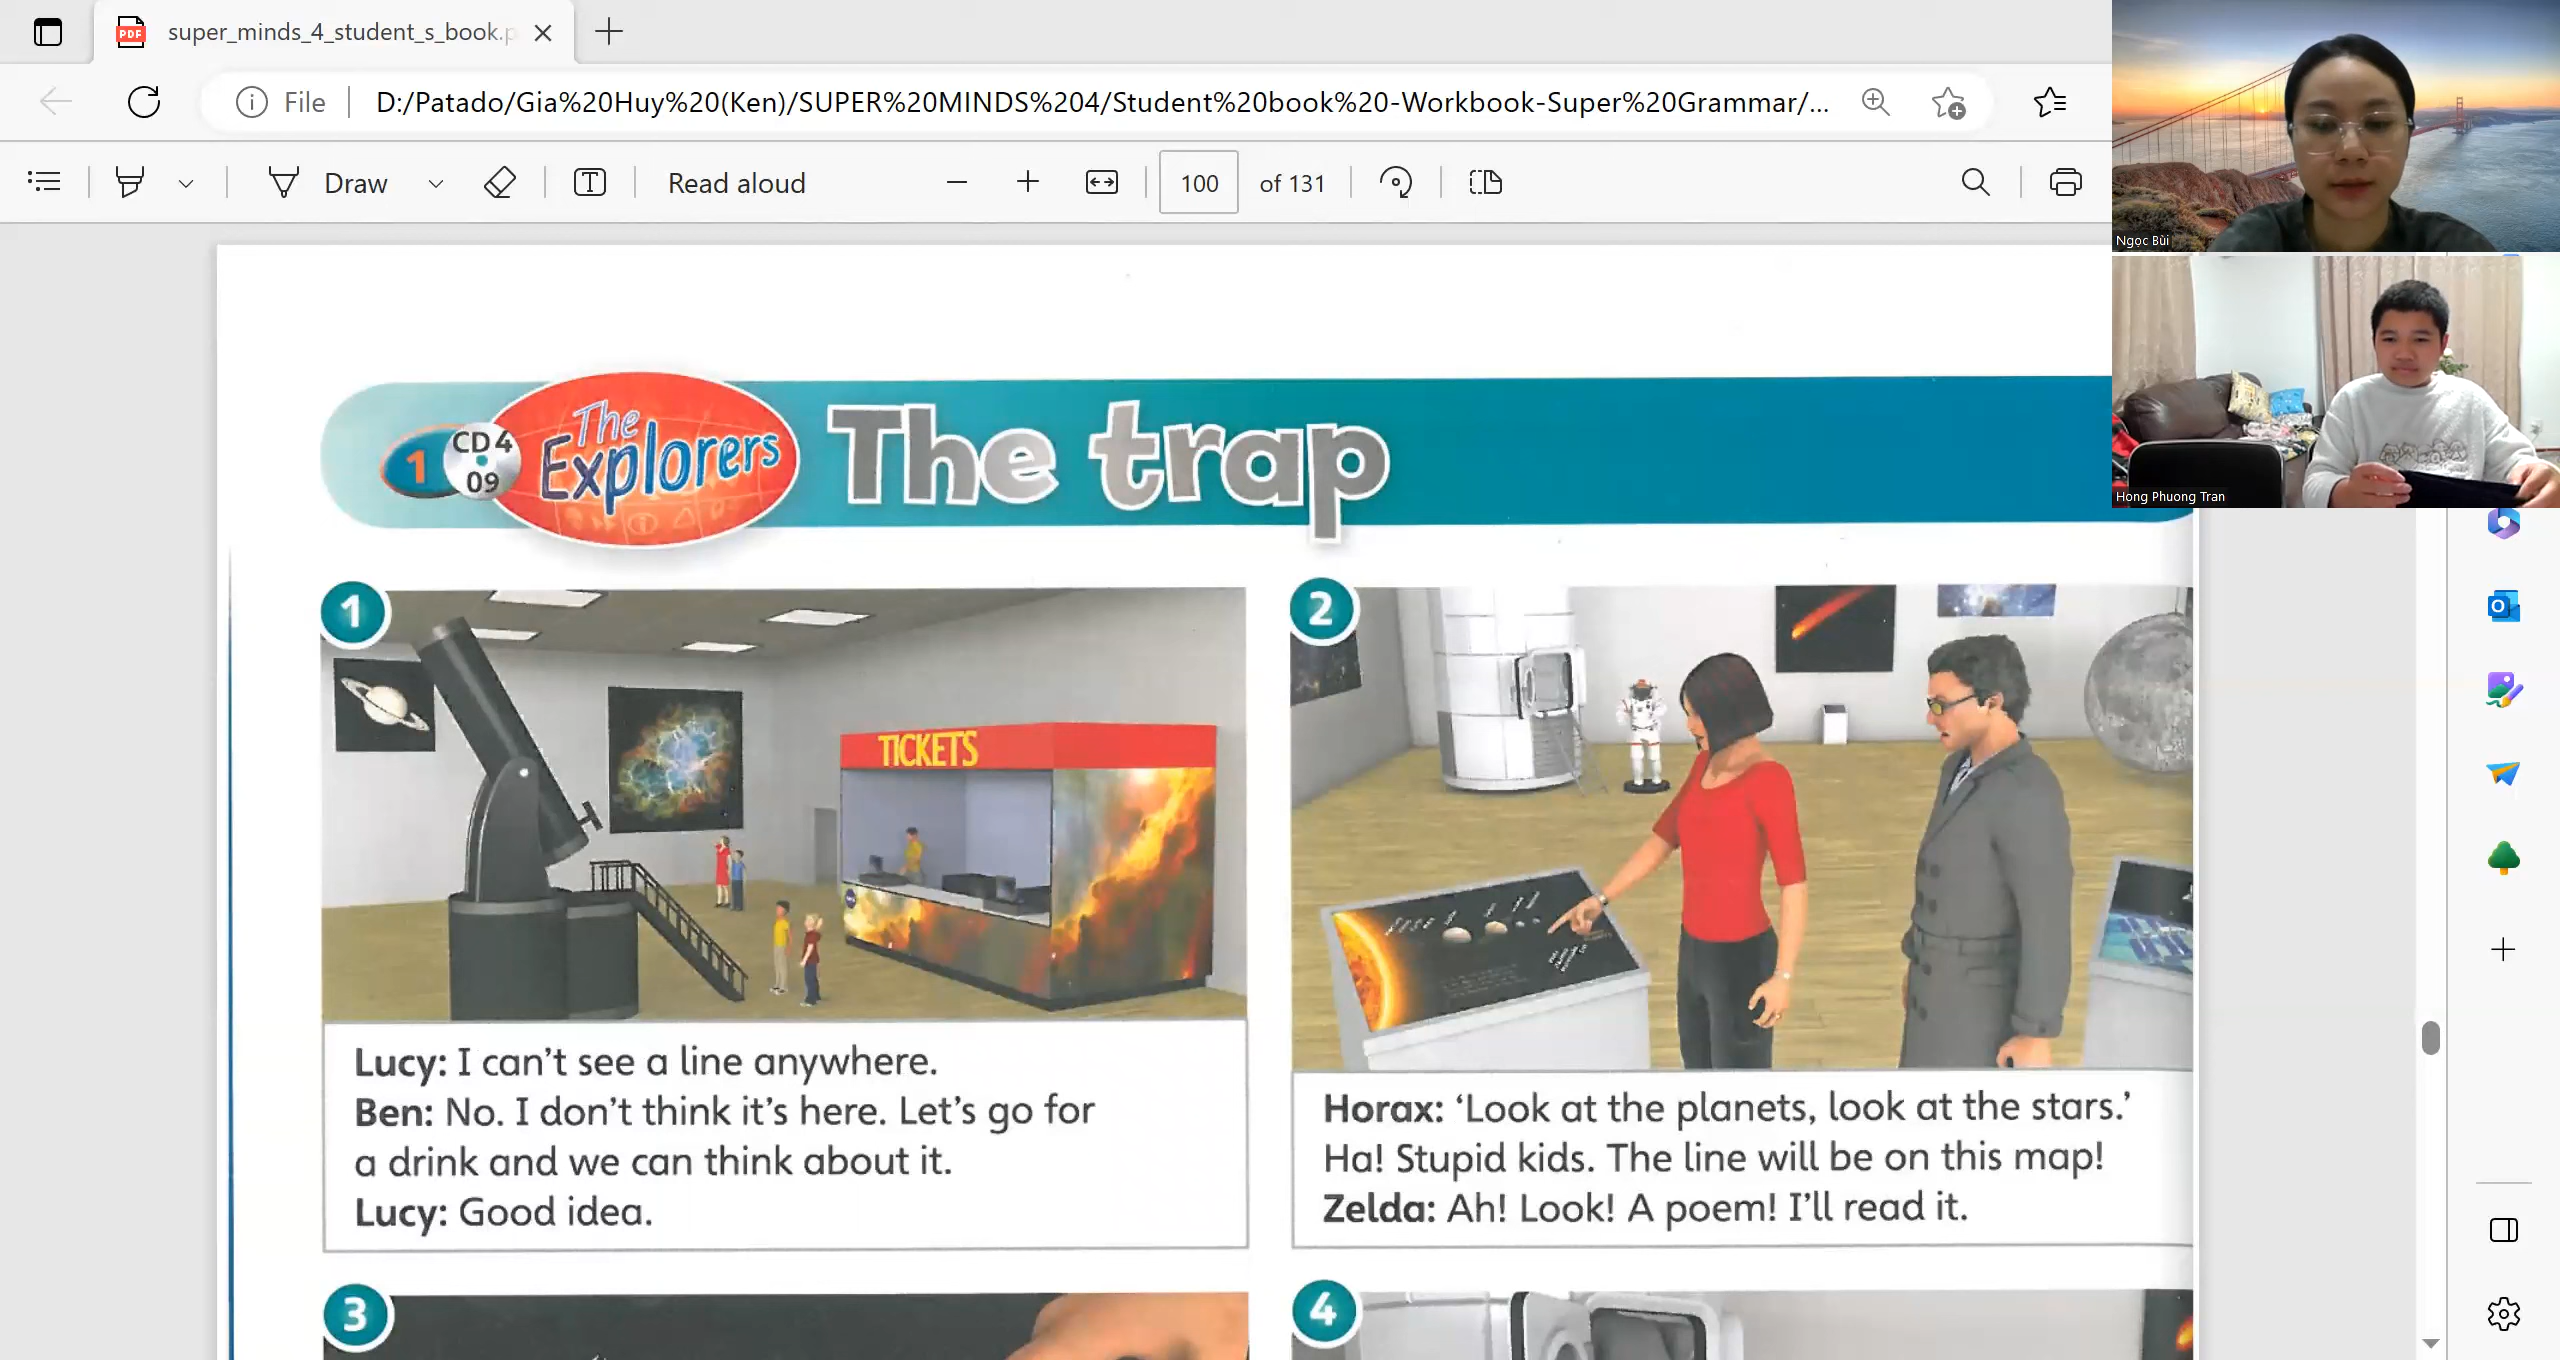 super_minds_4_student_s_book.p
File
D:/Patado/Gia%20Huy%20(Ken)/SUPER%20MINDS%204/Student%20book%20-Workbook-Super%20Grammar/...
Draw
Read aloud
100 of 131
Ngọc Bùi
Hong Phuong Tran
1
CD4
09
The
Explorers
The trap
1
TICKETS
Lucy: I can't see a line anywhere.
Ben: No. I don't think it's here. Let's go for
a drink and we can think about it.
Lucy: Good idea.
2
Horax: 'Look at the planets, look at the stars.'
Ha! Stupid kids. The line will be on this map!
Zelda: Ah! Look! A poem! I'll read it.
3
4